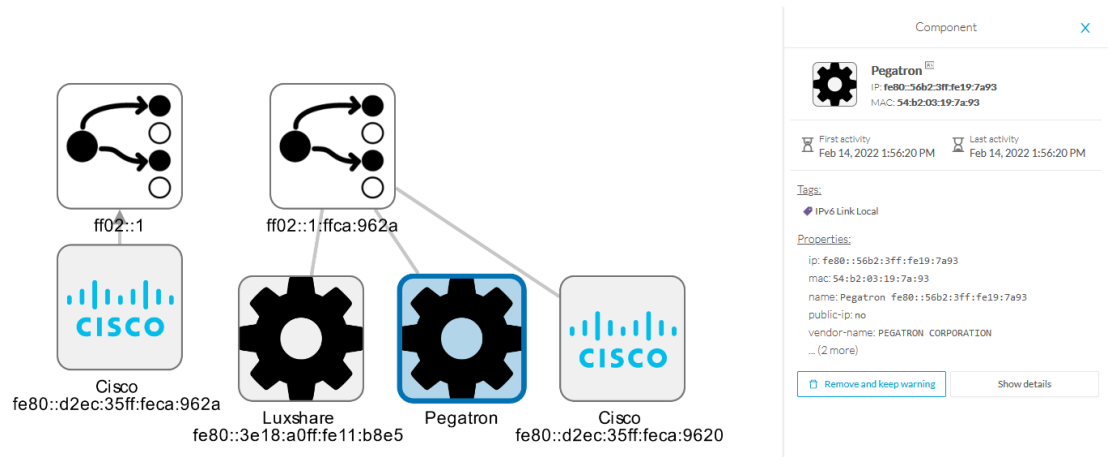 ff02::1
ff02::1:ffca:962a
CISCO
Cisco
fe80::d2ec:35ff:feca:962a
Luxshare
fe80::3e18:a0ff:fe11:b8e5
Pegatron
CISCO
Cisco
fe80::d2ec:35ff:feca:9620
Component
X
Pegatron
IP: fe80::56b2:3ff:fe19:7a93
MAC: 54:b2:03:19:7a:93
First activity
Feb 14, 2022 1:56:20 PM
Last activity
Feb 14, 2022 1:56:20 PM
Tags:
IPv6 Link Local
Properties:
ip: fe80::56b2:3ff:fe19:7a93
mac: 54:b2:03:19:7a:93
name: Pegatron fe80::56b2:3ff:fe19:7a93
public-ip: no
vendor-name: PEGATRON CORPORATION
... (2 more)
Remove and keep warning
Show details